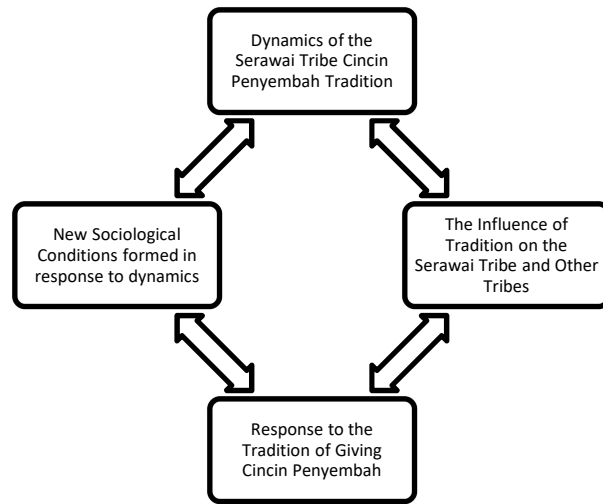 Dynamics of the
Serawai Tribe Cincin
Penyembah Tradition
New Sociological
Conditions formed in
response to dynamics
The Influence of
Tradition on the
Serawai Tribe and Other
Tribes
Response to the
Tradition of Giving
Cincin Penyembah